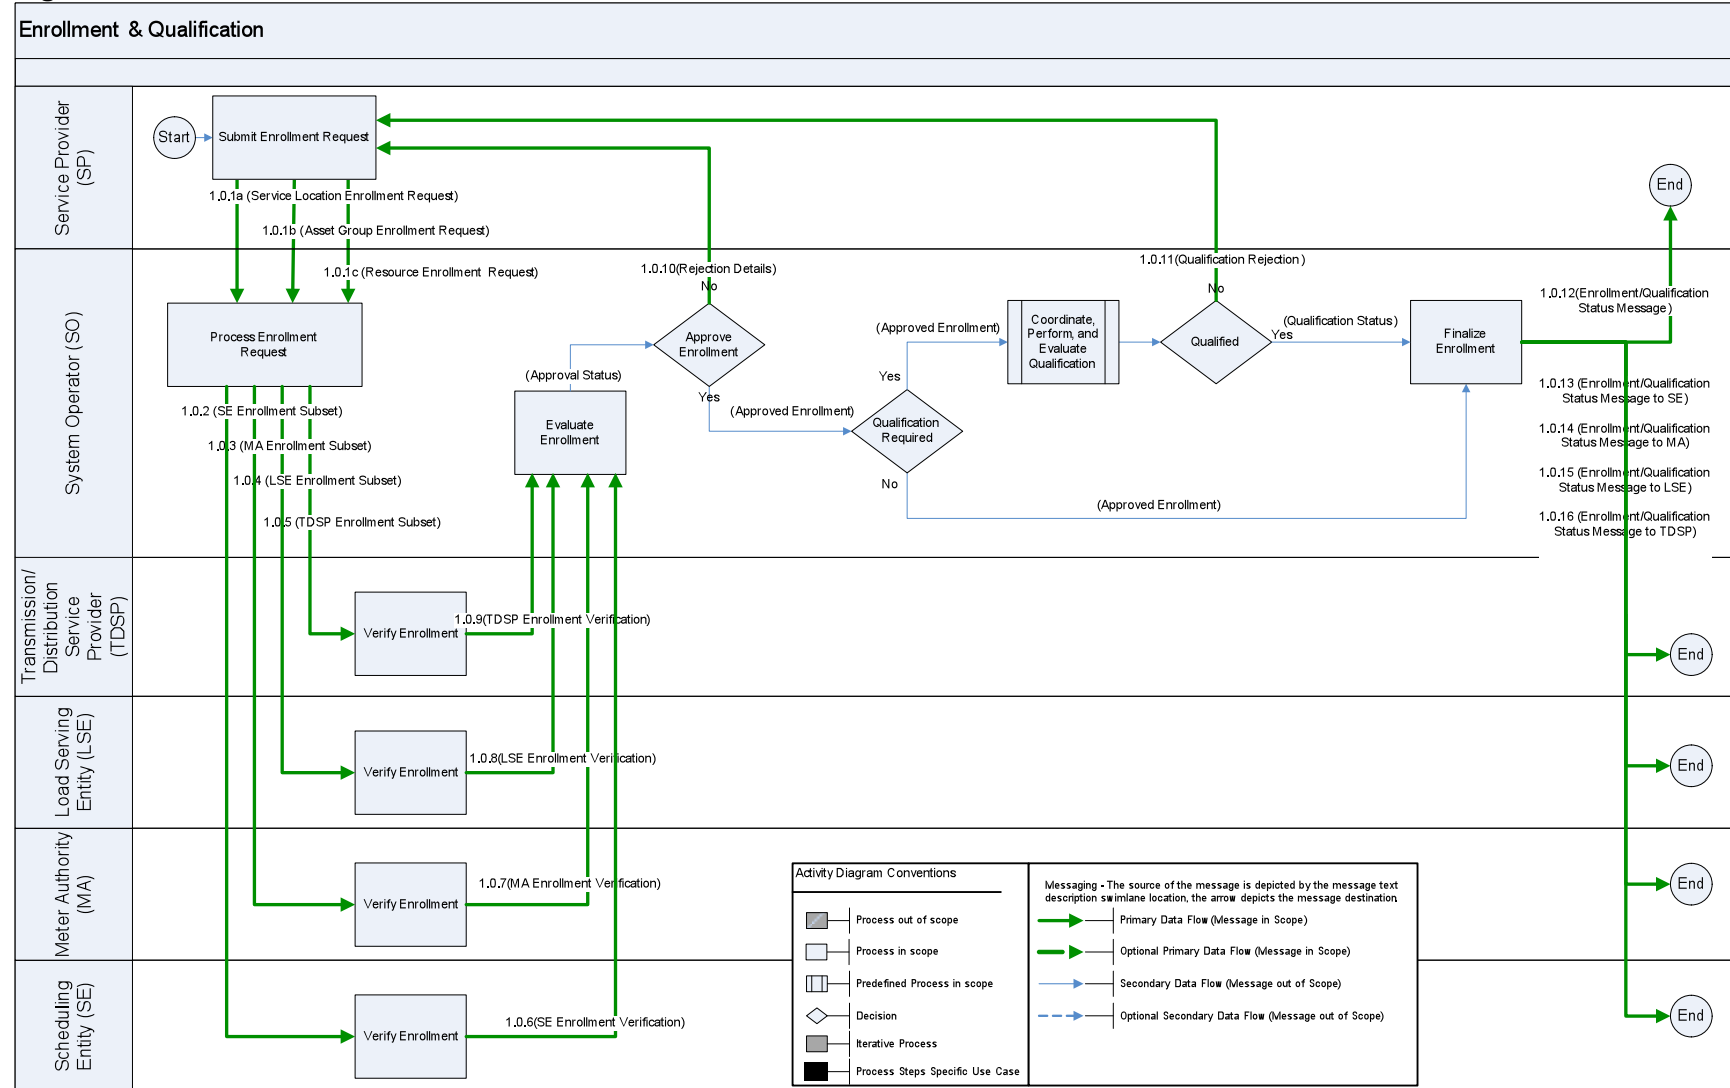 Enrollment & Qualification
Service Provider
(SP)
Start
Submit Enrollment Request
1.0.1a (Service Location Enrollment Request)
1.0.1b (Asset Group Enrollment Request)
End
System Operator (SO)
1.0.1c (Resource Enrollment Request)
1.0.10(Rejection Details)
No
1.0.11(Qualification Rejection )
No
1.0.12(Enrollment/Qualification
Status Message)
Process Enrollment
Request
Approve
Enrollment
(Approved Enrollment)
Coordinate,
Perform, and
Evaluate
Qualification
Qualified
(Qualification Status)
Yes
Finalize
Enrollment
(Approval Status)
Yes
Yes
1.0.13 (Enrollment/Qualification
Status Message to SE)
1.0.2 (SE Enrollment Subset)
(Approved Enrollment)
Evaluate
Enrollment
Qualification
Required
1.0.14 (Enrollment/Qualification
Status Message to MA)
1.0.3 (MA Enrollment Subset)
1.0.4 (LSE Enrollment Subset)
No
1.0.15 (Enrollment/Qualification
Status Message to LSE)
(Approved Enrollment)
1.0.5 (TDSP Enrollment Subset)
1.0.16 (Enrollment/Qualification
Status Message to TDSP)
Transmission/
Distribution
Service
Provider
(TDSP)
Verify Enrollment
1.0.9(TDSP Enrollment Verification)
End
Load Serving
Entity (LSE)
Verify Enrollment
1.0.8(LSE Enrollment Verification)
End
Meter Authority
(MA)
Verify Enrollment
1.0.7(MA Enrollment Verification)
End
Scheduling
Entity (SE)
Verify Enrollment
1.0.6(SE Enrollment Verification)
End
Activity Diagram Conventions
Process out of scope
Process in scope
Predefined Process in scope
Decision
Iterative Process
Process Steps Specific Use Case
Messaging - The source of the message is depicted by the message text
description swimlane location, the arrow depicts the message destination.
Primary Data Flow (Message in Scope)
Optional Primary Data Flow (Message in Scope)
Secondary Data Flow (Message out of Scope)
Optional Secondary Data Flow (Message out of Scope)